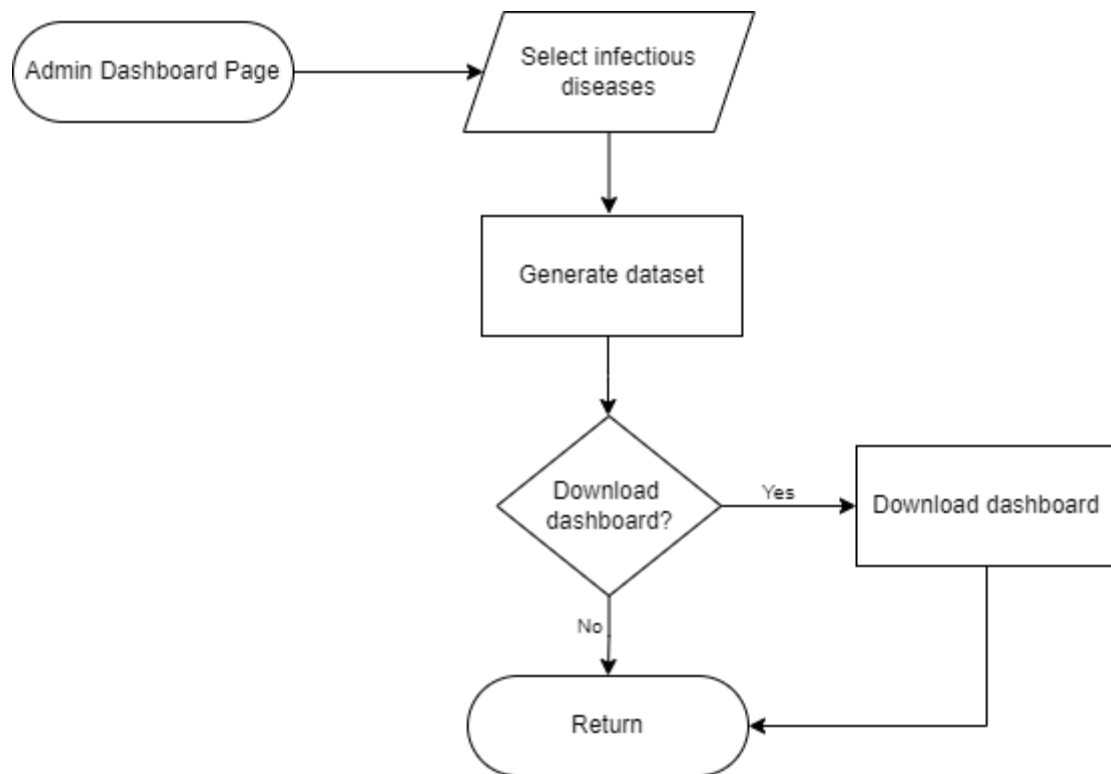 Admin Dashboard Page
Select infectious
diseases
Generate dataset
Download
dashboard?
Yes
Download dashboard
No
Return